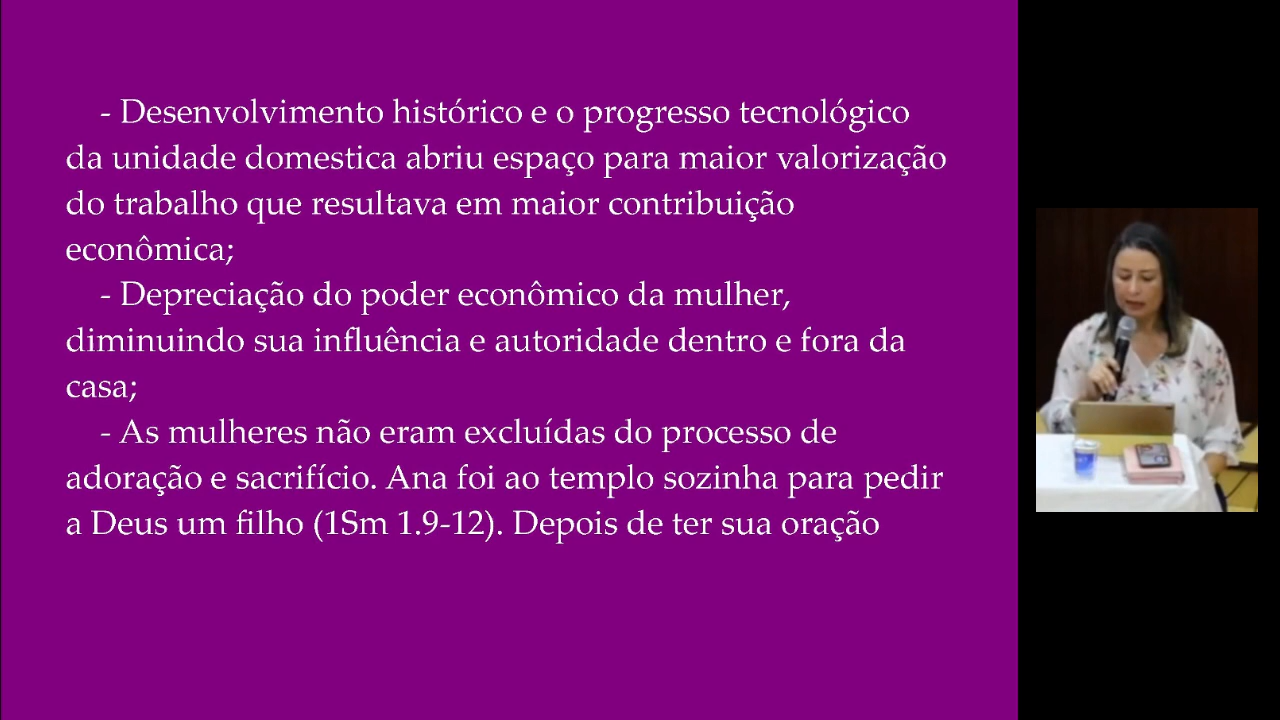 - Desenvolvimento histórico e o progresso tecnológico
da unidade domestica abriu espaço para maior valorização
do trabalho que resultava em maior contribuição
econômica;
- Depreciação do poder econômico da mulher,
diminuindo sua influência e autoridade dentro e fora da
casa;
- As mulheres não eram excluídas do processo de
adoração e sacrifício. Ana foi ao templo sozinha para pedir
a Deus um filho (1Sm 1.9-12). Depois de ter sua oração